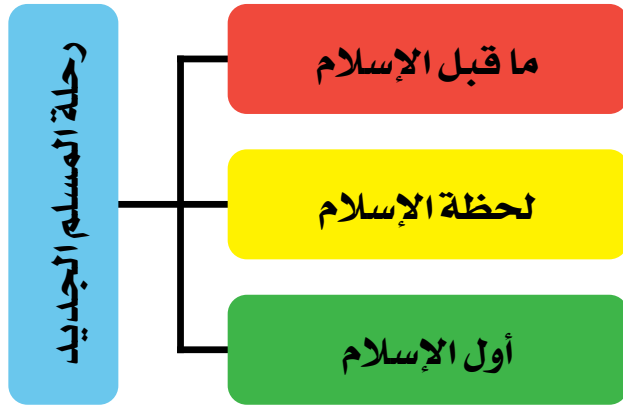 رحلة المسلم الجديد
ما قبل الإسلام
لحظة الإسلام
أول الإسلام